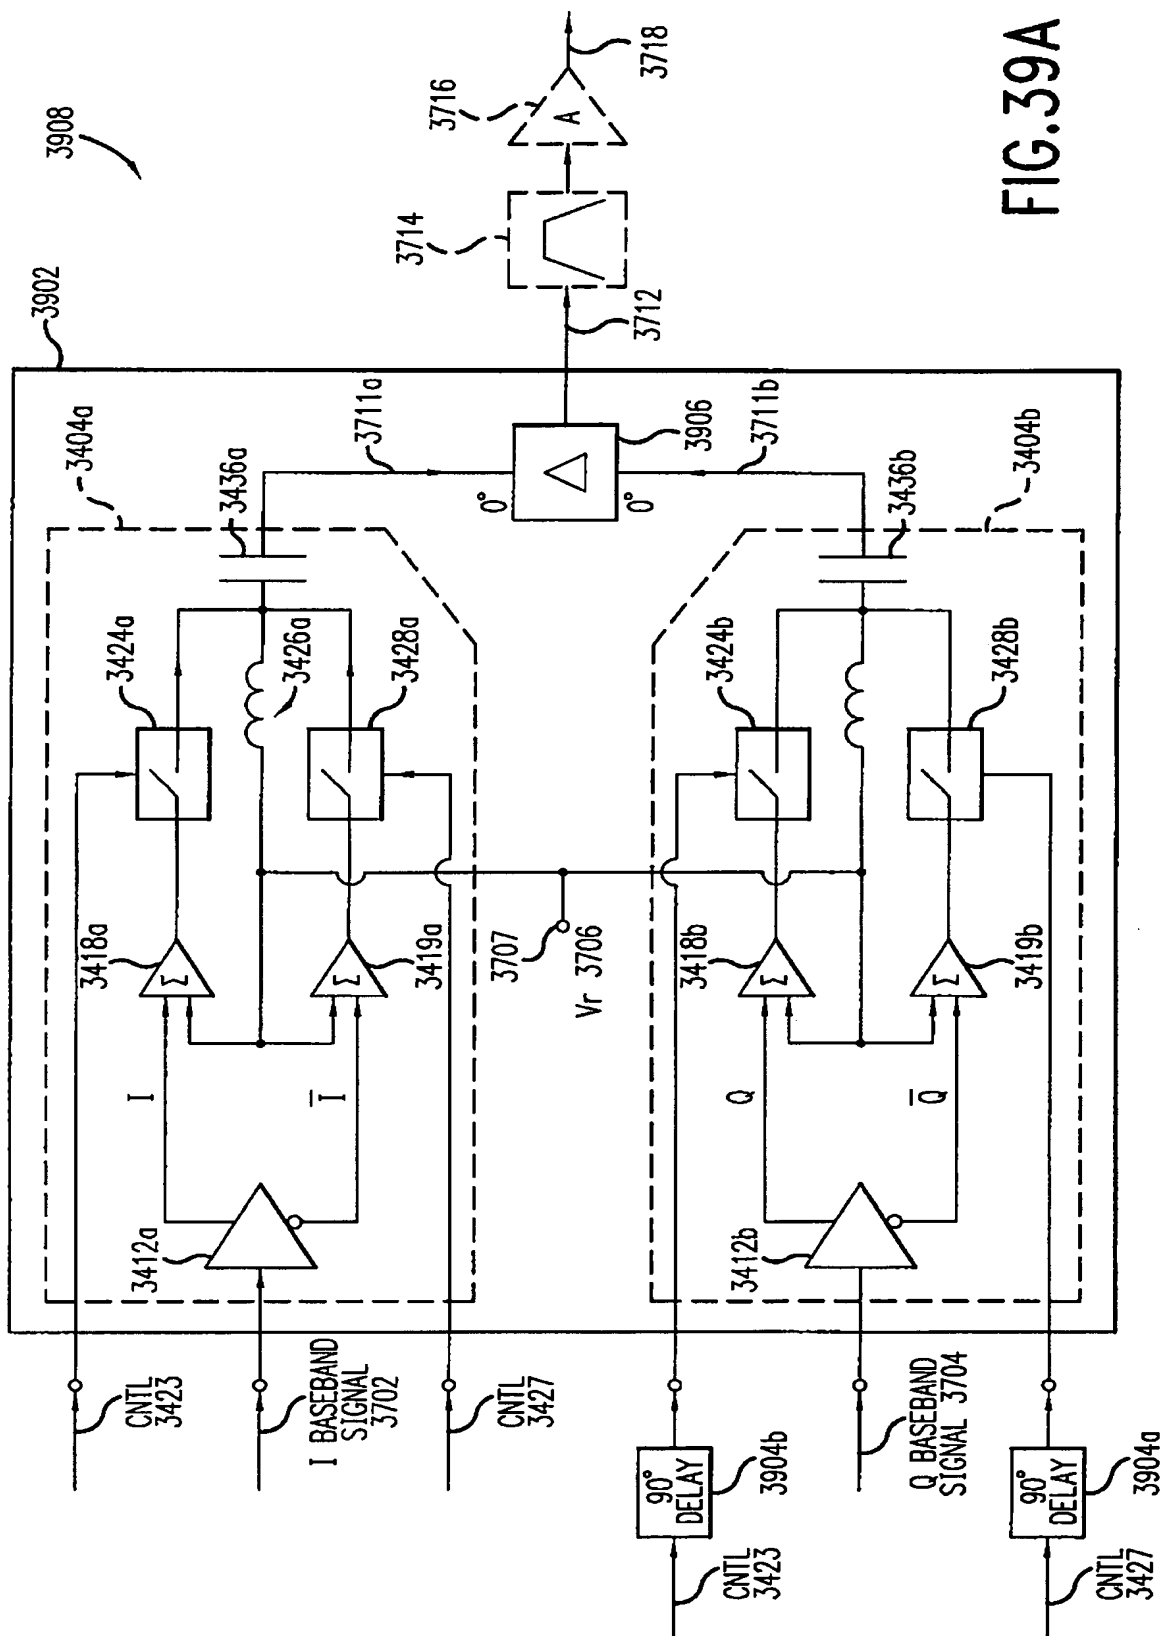 3908
3902
3716
A
3718
3714
3712
3404a
3436a
3711a
0°
3906
0°
3711b
3436b
3404b
3424a
3426a
3428a
3424b
3428b
3418a
Σ
3419a
Σ
3707
Vr 3706
3418b
Σ
3419b
Σ
I
I̅
Q
Q̅
3412a
3412b
CNTL
3423
I BASEBAND
SIGNAL
3702
CNTL
3427
90°
DELAY
3904b
CNTL
3423
Q BASEBAND
SIGNAL 3704
90°
DELAY
3904a
CNTL
3427
FIG.39A